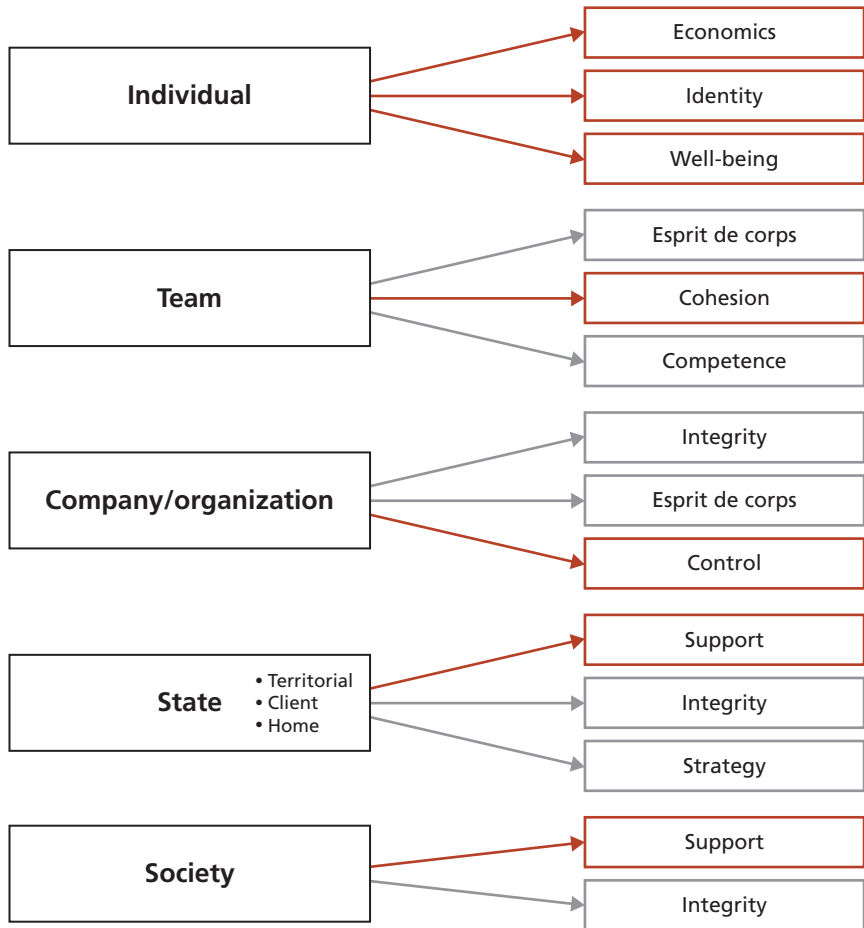 Individual
Economics
Identity
Well-being
Team
Esprit de corps
Cohesion
Competence
Company/organization
Integrity
Esprit de corps
Control
State
• Territorial
• Client
• Home
Support
Integrity
Strategy
Society
Support
Integrity